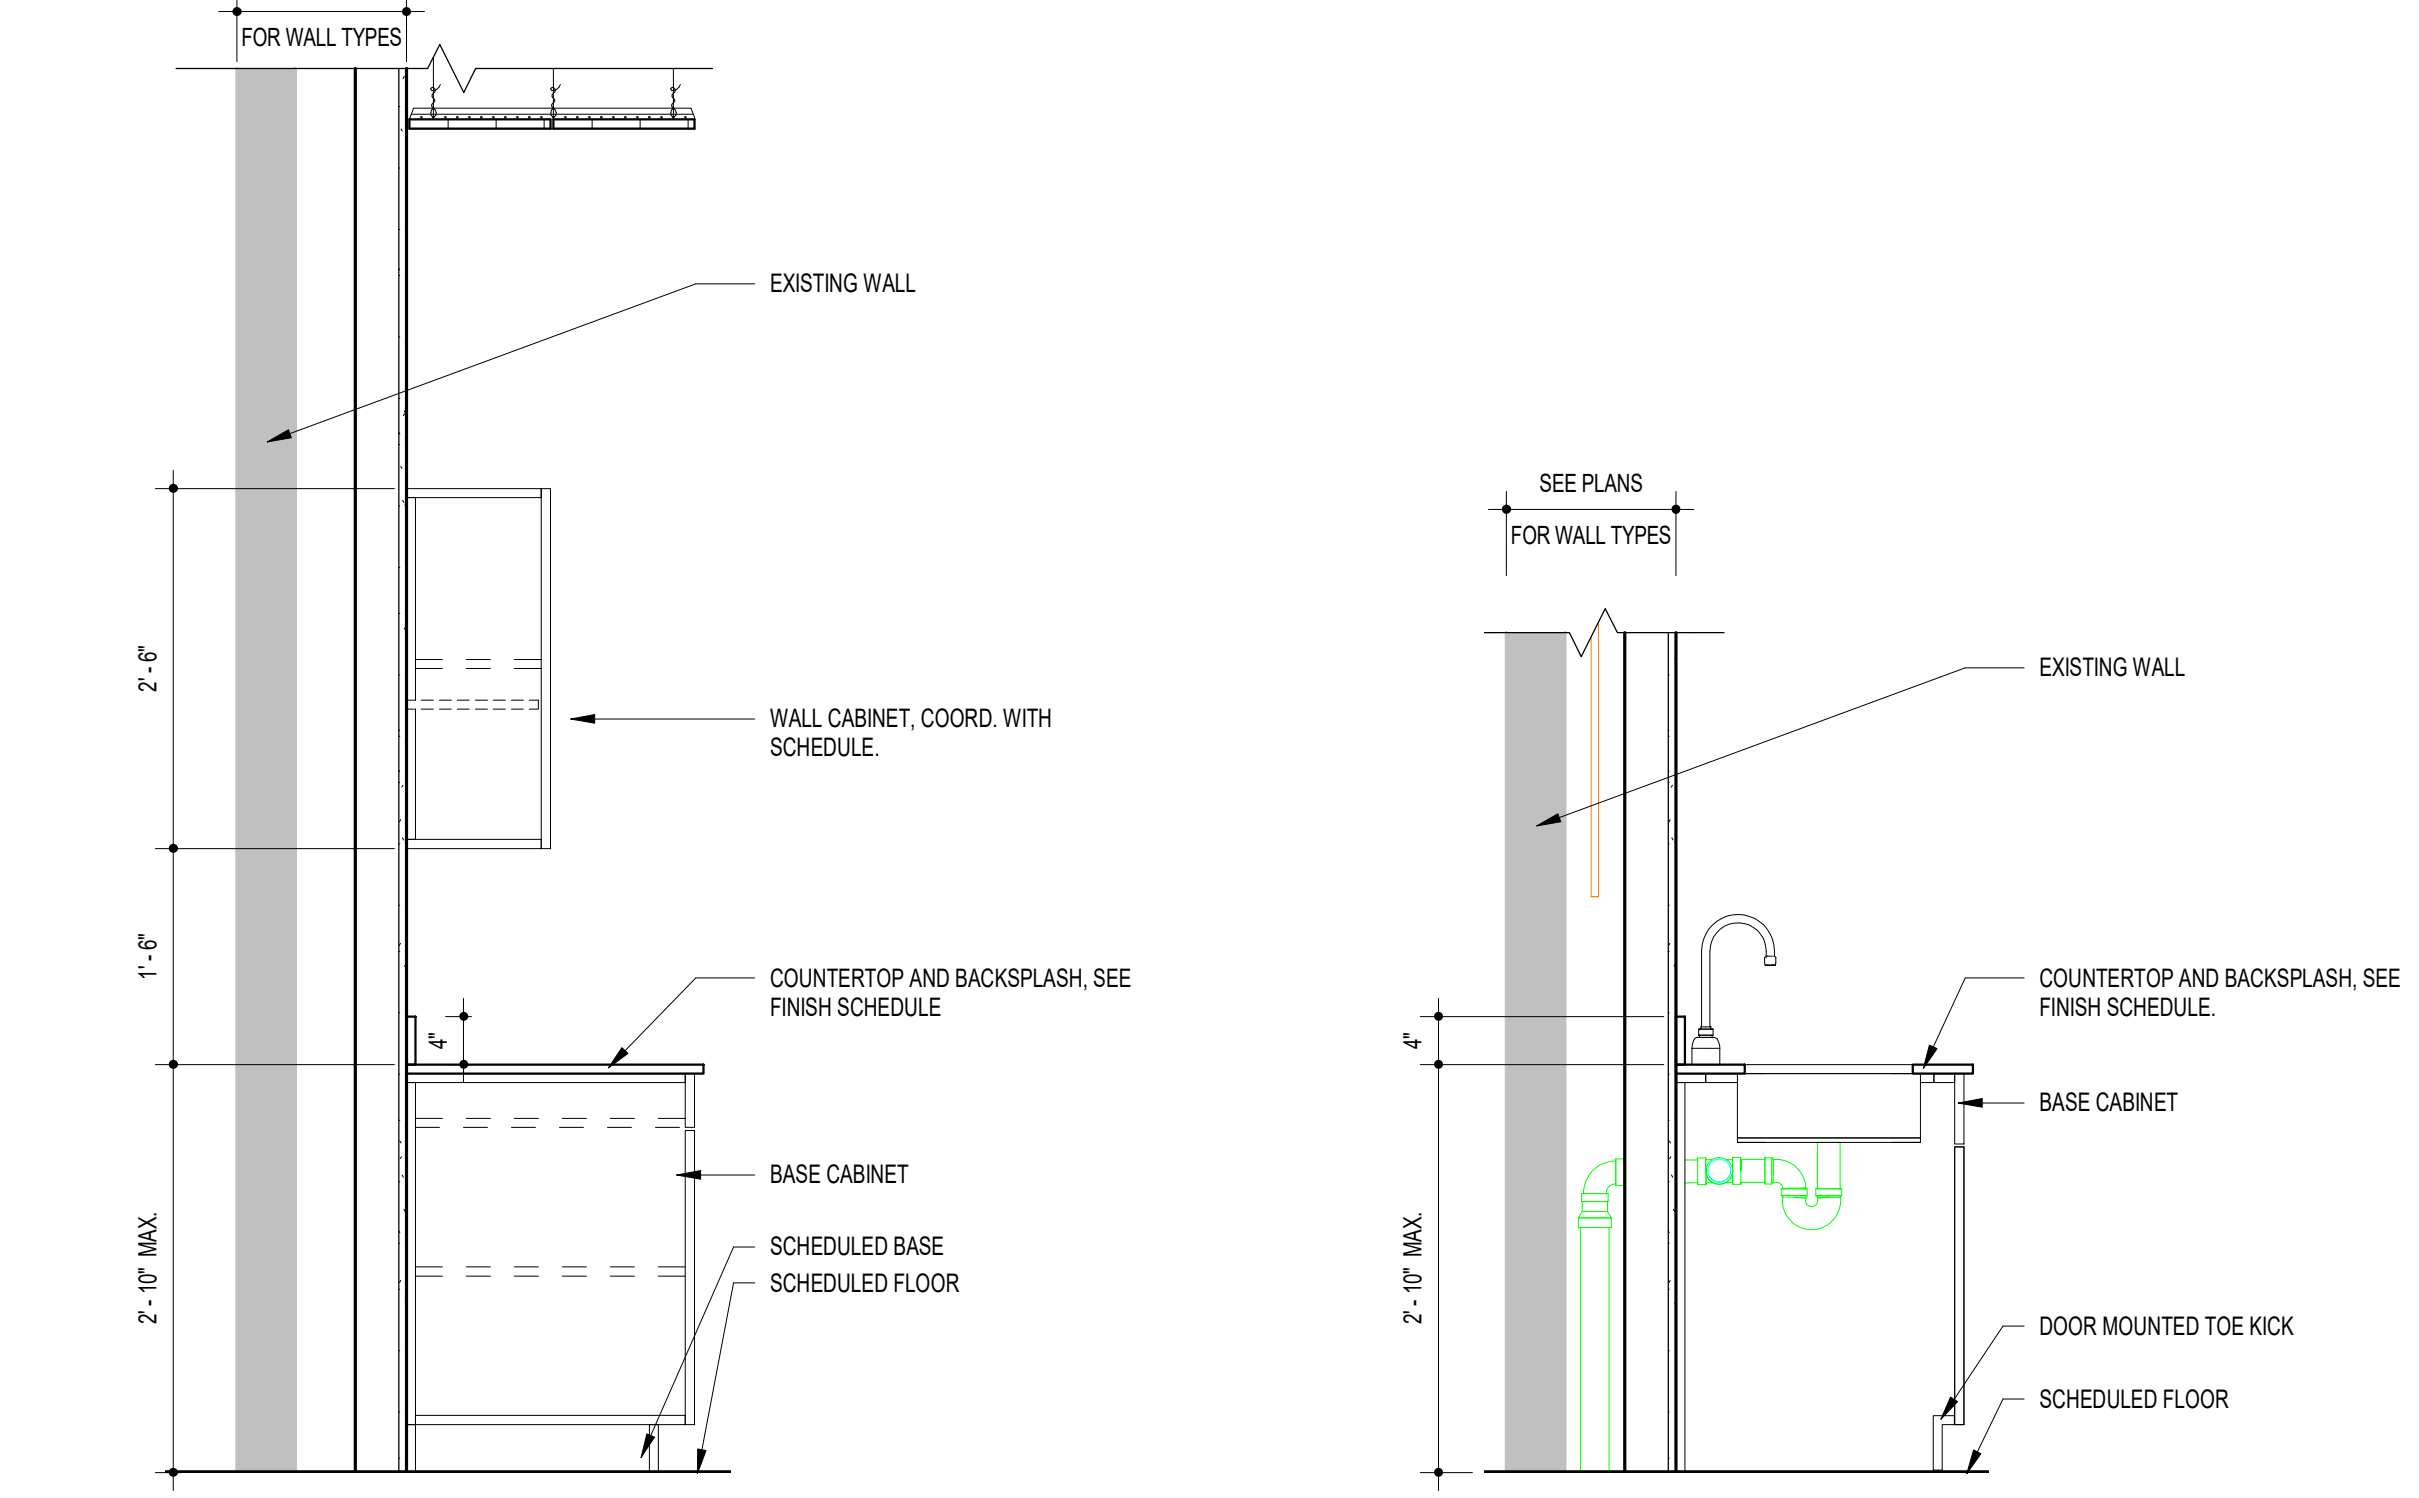 FOR WALL TYPES
EXISTING WALL
2' - 6"
WALL CABINET, COORD. WITH
SCHEDULE.
1' - 6"
COUNTERTOP AND BACKSPLASH, SEE
FINISH SCHEDULE
4"
BASE CABINET
2' - 10" MAX.
SCHEDULED BASE
SCHEDULED FLOOR
SEE PLANS
FOR WALL TYPES
EXISTING WALL
COUNTERTOP AND BACKSPLASH, SEE
FINISH SCHEDULE.
4"
BASE CABINET
2' - 10" MAX.
DOOR MOUNTED TOE KICK
SCHEDULED FLOOR